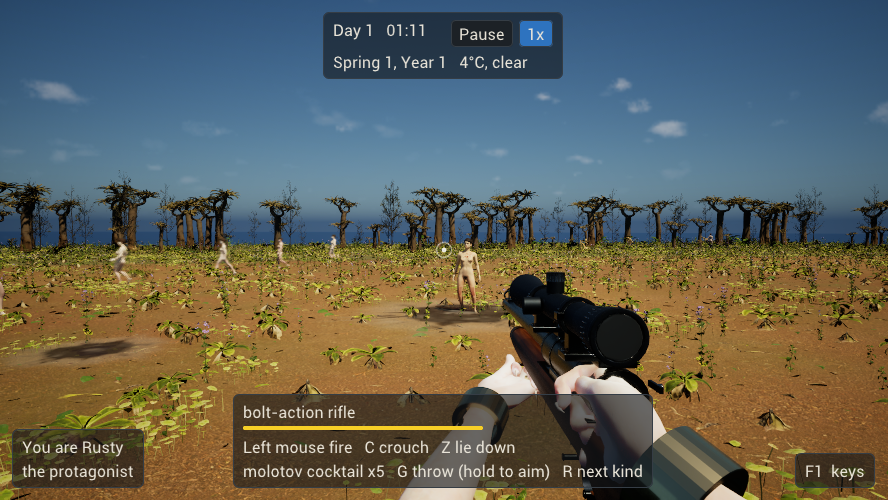 Day 1 01:11 Pause 1x
Spring 1, Year 1 4°C, clear
bolt-action rifle
Left mouse fire C crouch Z lie down
molotov cocktail x5 G throw (hold to aim) R next kind
You are Rusty
the protagonist
F1 keys